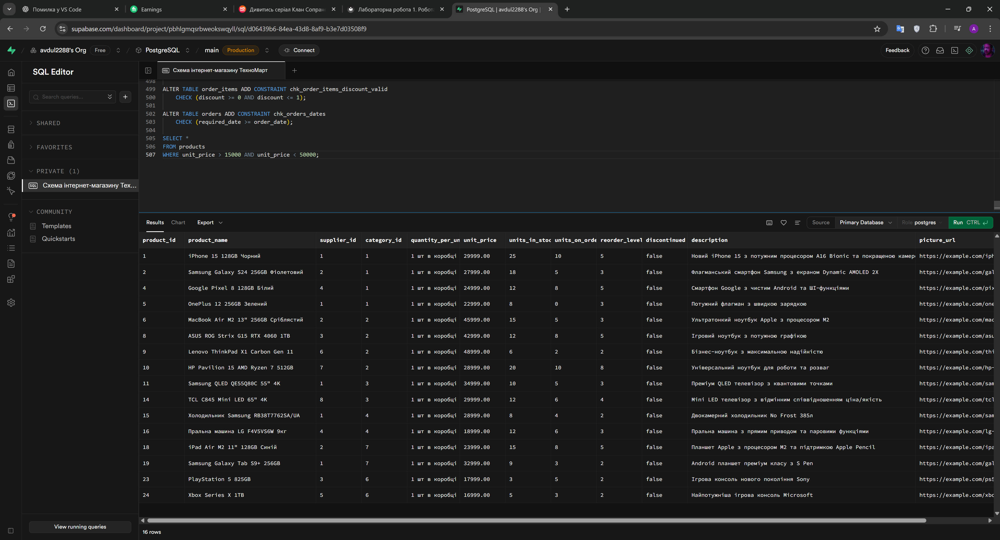 Помилка у VS Code
Earnings
Дивитись серіал Клан Сопран
Лабораторна робота 1. Робот
PostgreSQL | avdul2288's Org |
supabase.com/dashboard/project/pbhlgmqsrbweokswqyll/sql/d06439b6-84ea-43d8-8af9-b3e7d03508f9
A
avdul2288's Org Free
PostgreSQL
main Production
Connect
Feedback
SQL Editor
Search queries...
SHARED
FAVORITES
PRIVATE (1)
SQL Схема інтернет-магазину Тех...
COMMUNITY
Templates
Quickstarts
View running queries
SQL Схема інтернет-магазину ТехноМарт
498
499 ALTER TABLE order_items ADD CONSTRAINT chk_order_items_discount_valid
500 CHECK (discount >= 0 AND discount <= 1);
501
502 ALTER TABLE orders ADD CONSTRAINT chk_orders_dates
503 CHECK (required_date >= order_date);
504
505 SELECT *
506 FROM products
507 WHERE unit_price > 15000 AND unit_price < 50000;
Results Chart Export
Source Primary Database Role postgres Run CTRL
product_id product_name supplier_id category_id quantity_per_un unit_price units_in_stoc units_on_orde reorder_level discontinued description picture_url
1 iPhone 15 128GB Чорний 1 1 1 шт в коробці 29999.00 25 10 5 false Новий iPhone 15 з потужним процесором A16 Bionic та покращеною камер https://example.com/iph
2 Samsung Galaxy S24 256GB Фіолетовий 2 1 1 шт в коробці 27999.00 18 5 3 false Флагманський смартфон Samsung з екраном Dynamic AMOLED 2X https://example.com/gal
4 Google Pixel 8 128GB Білий 4 1 1 шт в коробці 24999.00 12 8 5 false Смартфон Google з чистим Android та ШІ-функціями https://example.com/pix
5 OnePlus 12 256GB Зелений 1 1 1 шт в коробці 22999.00 8 0 3 false Потужний флагман з швидкою зарядкою https://example.com/one
6 MacBook Air M2 13" 256GB Сріблястий 2 2 1 шт в коробці 45999.00 15 5 3 false Ультратонкий ноутбук Apple з процесором M2 https://example.com/mac
8 ASUS ROG Strix G15 RTX 4060 1TB 3 2 1 шт в коробці 42999.00 12 8 5 false Ігровий ноутбук з потужною графікою https://example.com/asu
9 Lenovo ThinkPad X1 Carbon Gen 11 6 2 1 шт в коробці 48999.00 6 2 2 false Бізнес-ноутбук з максимальною надійністю https://example.com/thi
10 HP Pavilion 15 AMD Ryzen 7 512GB 7 2 1 шт в коробці 28999.00 20 10 8 false Універсальний ноутбук для роботи та розваг https://example.com/hp-
11 Samsung QLED QE55Q80C 55" 4K 1 3 1 шт в коробці 34999.00 10 5 3 false Преміум QLED телевізор з квантовими точками https://example.com/sam
14 TCL C845 Mini LED 65" 4K 8 3 1 шт в коробці 29999.00 12 6 4 false Mini LED телевізор з відмінним співвідношенням ціна/якість https://example.com/tcl
15 Холодильник Samsung RB38T7762SA/UA 1 4 1 шт в коробці 28999.00 8 4 2 false Двокамерний холодильник No Frost 385л https://example.com/sam
16 Пральна машина LG F4V5VS6W 9кг 4 4 1 шт в коробці 18999.00 12 6 3 false Пральна машина з прямим приводом та паровими функціями https://example.com/lg-
18 iPad Air M2 11" 128GB Синій 2 7 1 шт в коробці 23999.00 15 8 5 false Планшет Apple з процесором M2 та підтримкою Apple Pencil https://example.com/ipa
19 Samsung Galaxy Tab S9+ 256GB 1 7 1 шт в коробці 32999.00 9 3 2 false Android планшет преміум класу з S Pen https://example.com/gal
23 PlayStation 5 825GB 3 6 1 шт в коробці 17999.00 3 5 2 false Ігрова консоль нового покоління Sony https://example.com/ps5
24 Xbox Series X 1TB 5 6 1 шт в коробці 16999.00 5 3 2 false Найпотужніша ігрова консоль Microsoft https://example.com/xbo
16 rows